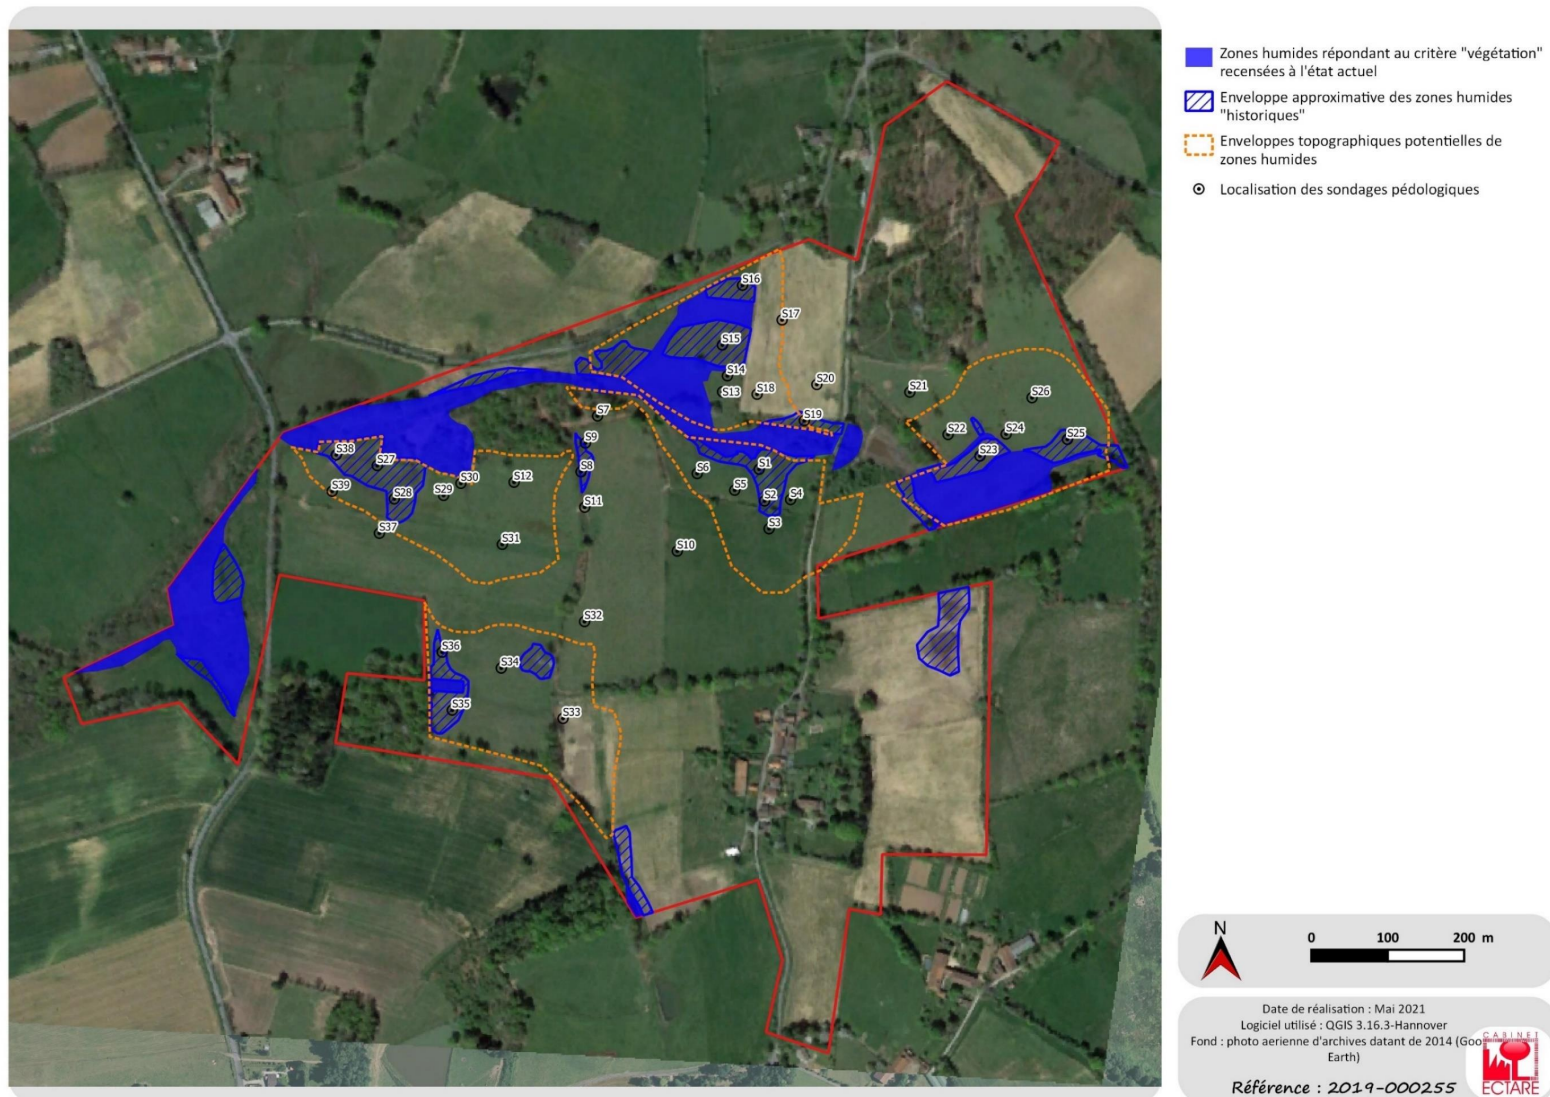 Zones humides répondant au critère "végétation"
recensées à l'état actuel
Enveloppe approximative des zones humides
"historiques"
Enveloppes topographiques potentielles de
zones humides
Localisation des sondages pédologiques
S16
S17
S15
S14
S13
S18
S20
S21
S26
S7
S19
S9
S22
S24
S25
S38
S27
S8
S6
S1
S23
S39
S28
S29
S30
S12
S5
S2
S4
S11
S37
S31
S3
S10
S32
S36
S34
S35
S33
N
0 100 200 m
Date de réalisation : Mai 2021
Logiciel utilisé : QGIS 3.16.3-Hannover
Fond : photo aerienne d'archives datant de 2014 (Goo
Earth)
Référence : 2019-000255
CABINET
ECTARE